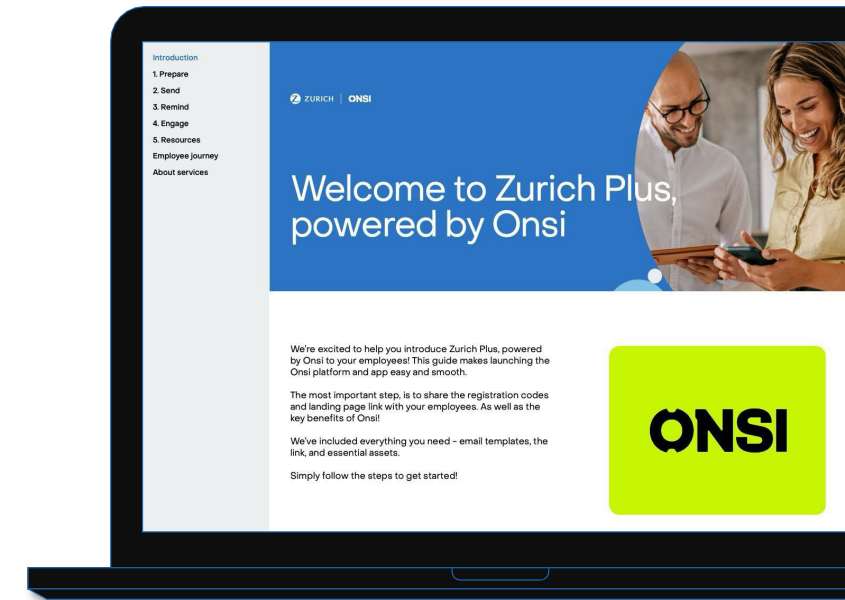 Introduction
1. Prepare
2. Send
3. Remind
4. Engage
5. Resources
Employee journey
About services
ZURICH | ONSI
Welcome to Zurich Plus,
powered by Onsi
We're excited to help you introduce Zurich Plus, powered
by Onsi to your employees! This guide makes launching the
Onsi platform and app easy and smooth.
The most important step, is to share the registration codes
and landing page link with your employees. As well as the
key benefits of Onsi!
We've included everything you need – email templates, the
link, and essential assets.
Simply follow the steps to get started!
ONSI